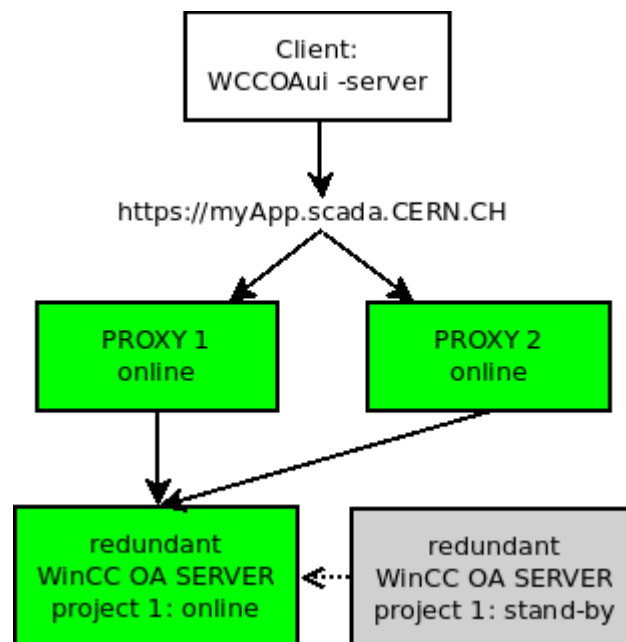 Client:
WCCOAui -server
https://myApp.scada.CERN.CH
PROXY 1
online
PROXY 2
online
redundant
WinCC OA SERVER
project 1: online
redundant
WinCC OA SERVER
project 1: stand-by